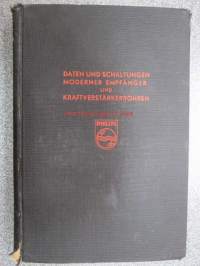 DATEN UND SCHALTUNGEN
MODERNER EMPFÄNGER
UND
KRAFTVERSTÄRKERRÖHREN
PHILIPS